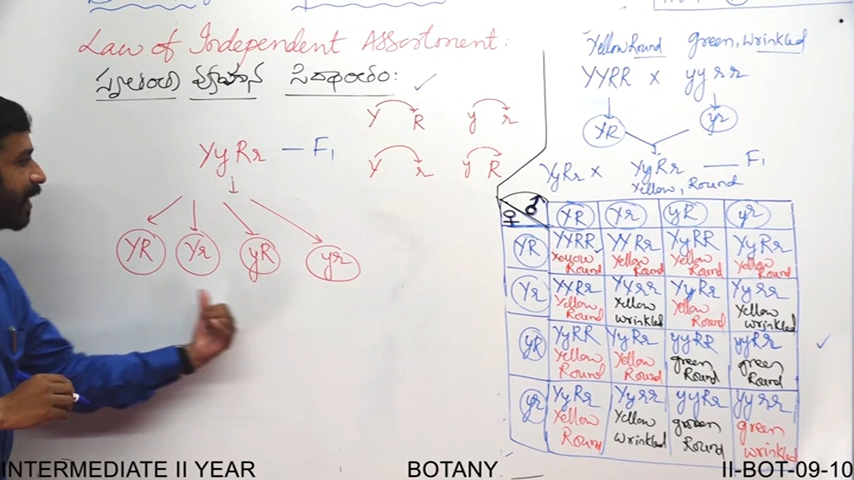 Law of Independent Assortment:
స్వతంత్ర వ్యూహన సిద్ధాంతం:
Y R y r
Y r y R
YyRr — F1
YR Yr yR yr
Yellow Round green, wrinkled
YYRR x yyrr
YR yr
YyRr x YyRr — F1
Yellow, Round
♀ ♂ YR Yr yR yr
YR YYRR YYRr YyRR YyRr
Yellow Round Yellow Round Yellow Round Yellow Round
Yr YYRr YYrr YyRr Yyrr
Yellow Round Yellow wrinkled Yellow Round Yellow wrinkled
yR YyRR YyRr yyRR yyRr
Yellow Round Yellow Round green Round green Round
yr YyRr Yyrr yyRr yyrr
Yellow Round Yellow wrinkled green Round green wrinkled
INTERMEDIATE II YEAR BOTANY II-BOT-09-10